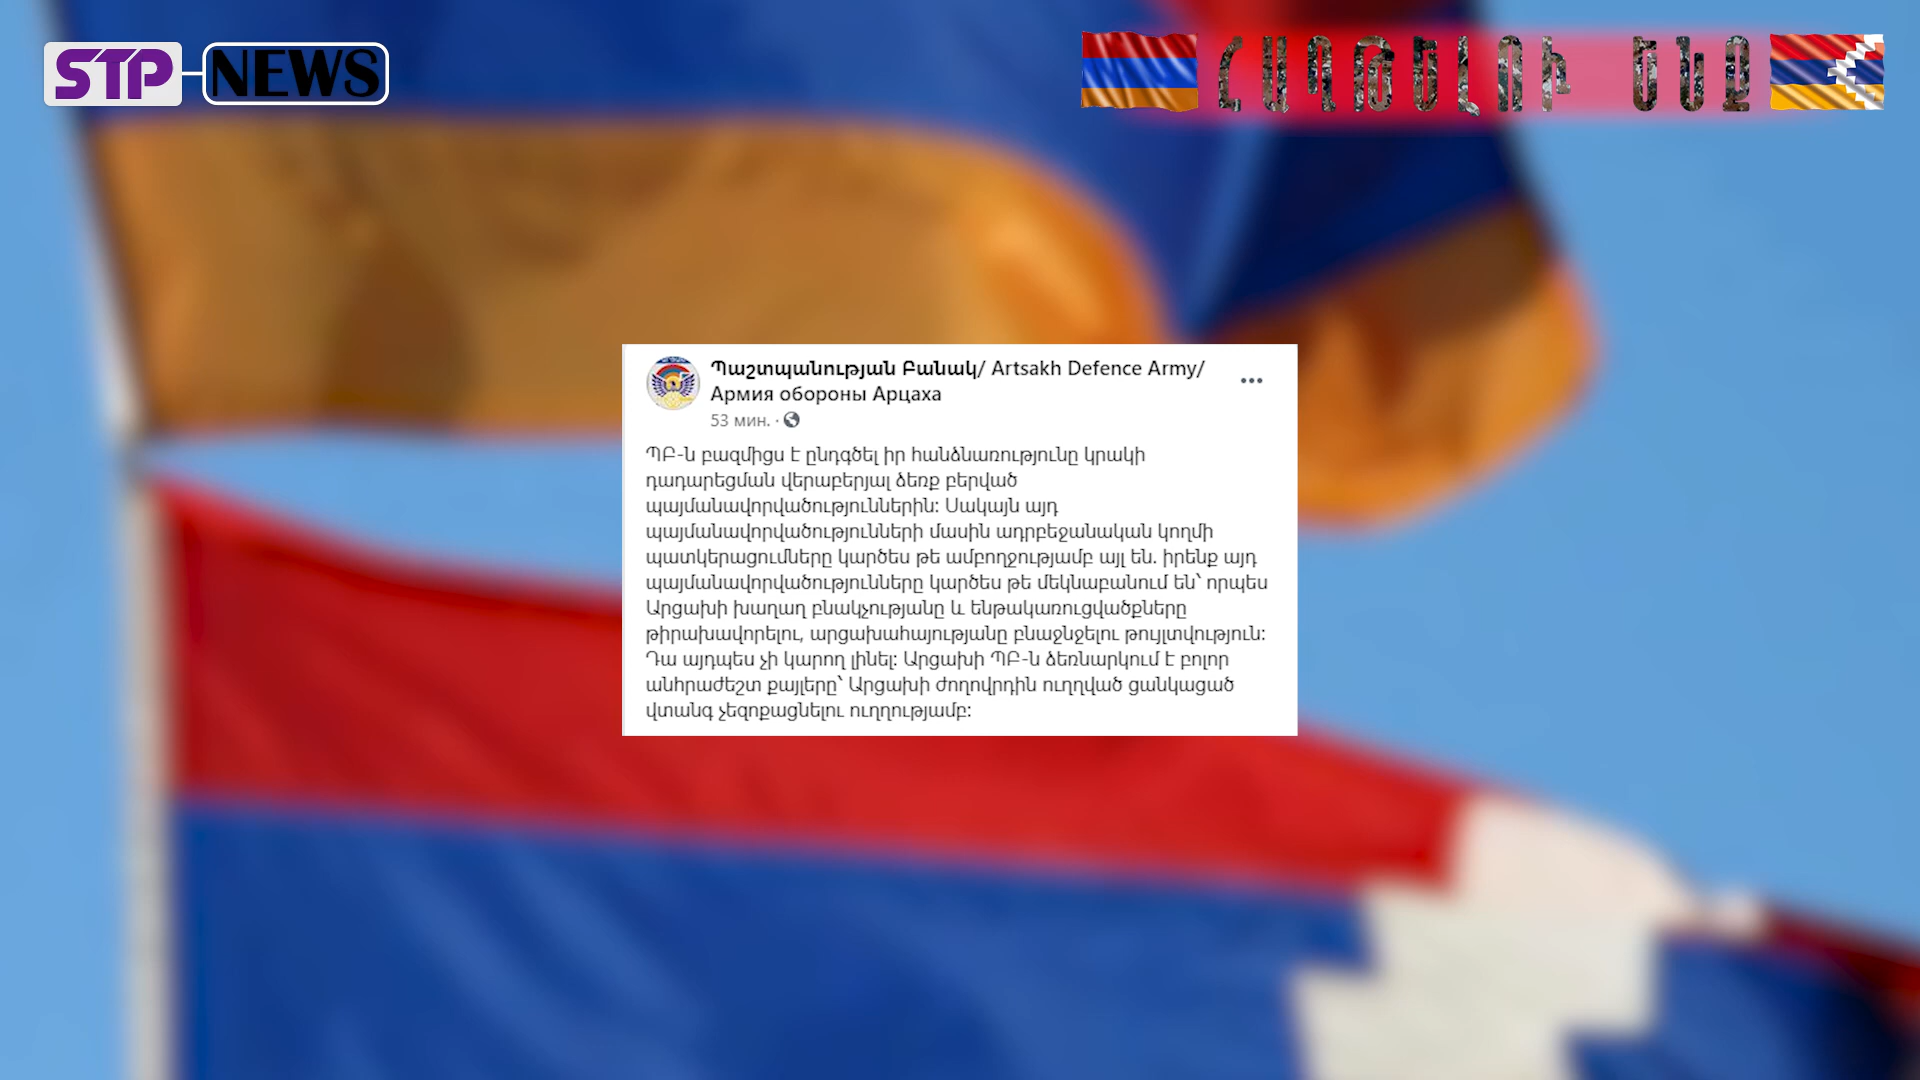 STP NEWS
ՀԱՂԹԵԼՈՒ ԵՆՔ
Պաշտպանության Բանակ/ Artsakh Defence Army/
Армия обороны Арцаха
53 мин. ·
ՊԲ-ն բազմիցս է ընդգծել իր հանձնառությունը կրակի
դադարեցման վերաբերյալ ձեռք բերված
պայմանավորվածություններին: Սակայն այդ
պայմանավորվածությունների մասին ադրբեջանական կողմի
պատկերացումները կարծես թե ամբողջությամբ այլ են. իրենք այդ
պայմանավորվածությունները կարծես թե մեկնաբանում են՝ որպես
Արցախի խաղաղ բնակչությանը և ենթակառուցվածքները
թիրախավորելու, արցախահայությանը բնաջնջելու թույլտվություն:
Դա այդպես չի կարող լինել: Արցախի ՊԲ-ն ձեռնարկում է բոլոր
անհրաժեշտ քայլերը՝ Արցախի ժողովրդին ուղղված ցանկացած
վտանգ չեզոքացնելու ուղղությամբ: